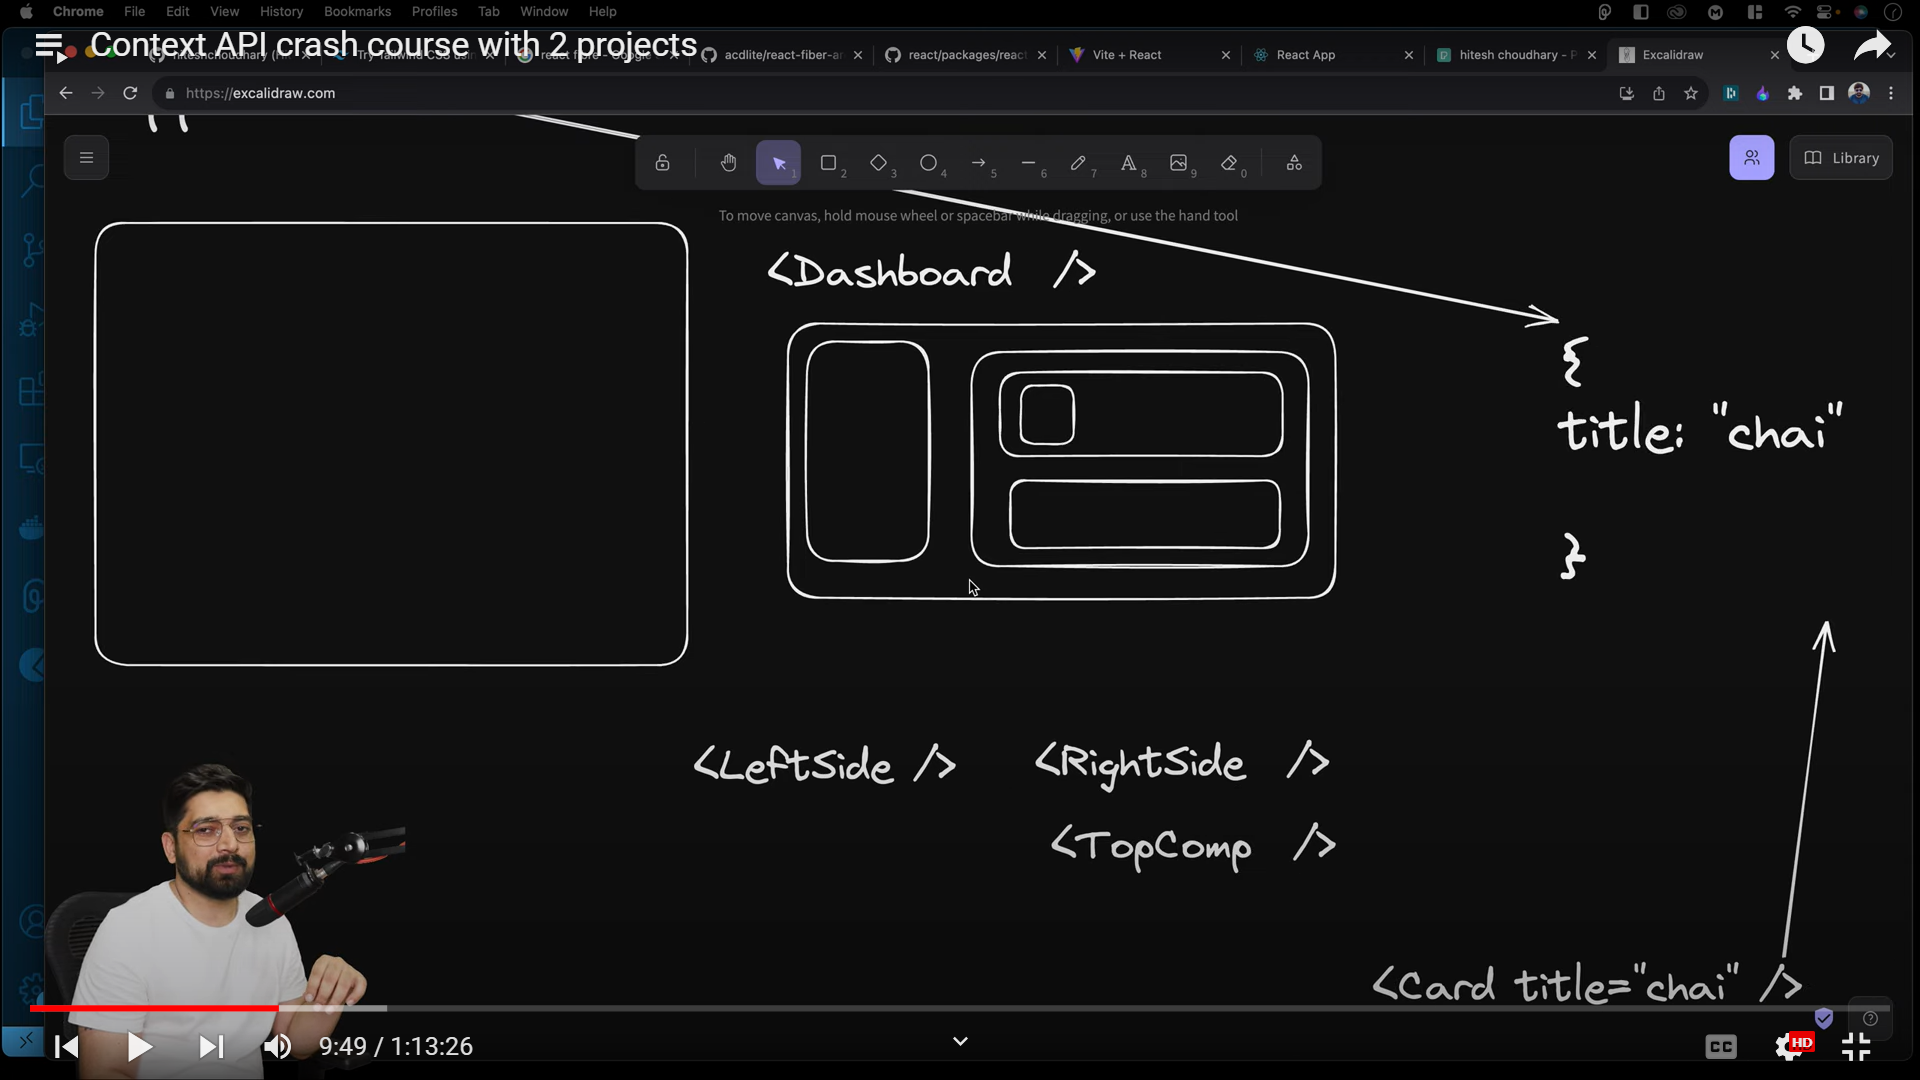 Chrome File Edit View History Bookmarks Profiles Tab Window Help
Context API crash course with 2 projects
acdlite/react-fiber-ar
react/packages/react
Vite + React
React App
hitesh choudhary - P
Excalidraw
https://excalidraw.com
1 2 3 4 5 6 7 8 9 0
Library
To move canvas, hold mouse wheel or spacebar while dragging, or use the hand tool
<Dashboard />
{
title: "chai"
}
<LeftSide />
<RightSide />
<TopComp />
<Card title="chai" />
9:49 / 1:13:26
CC
HD